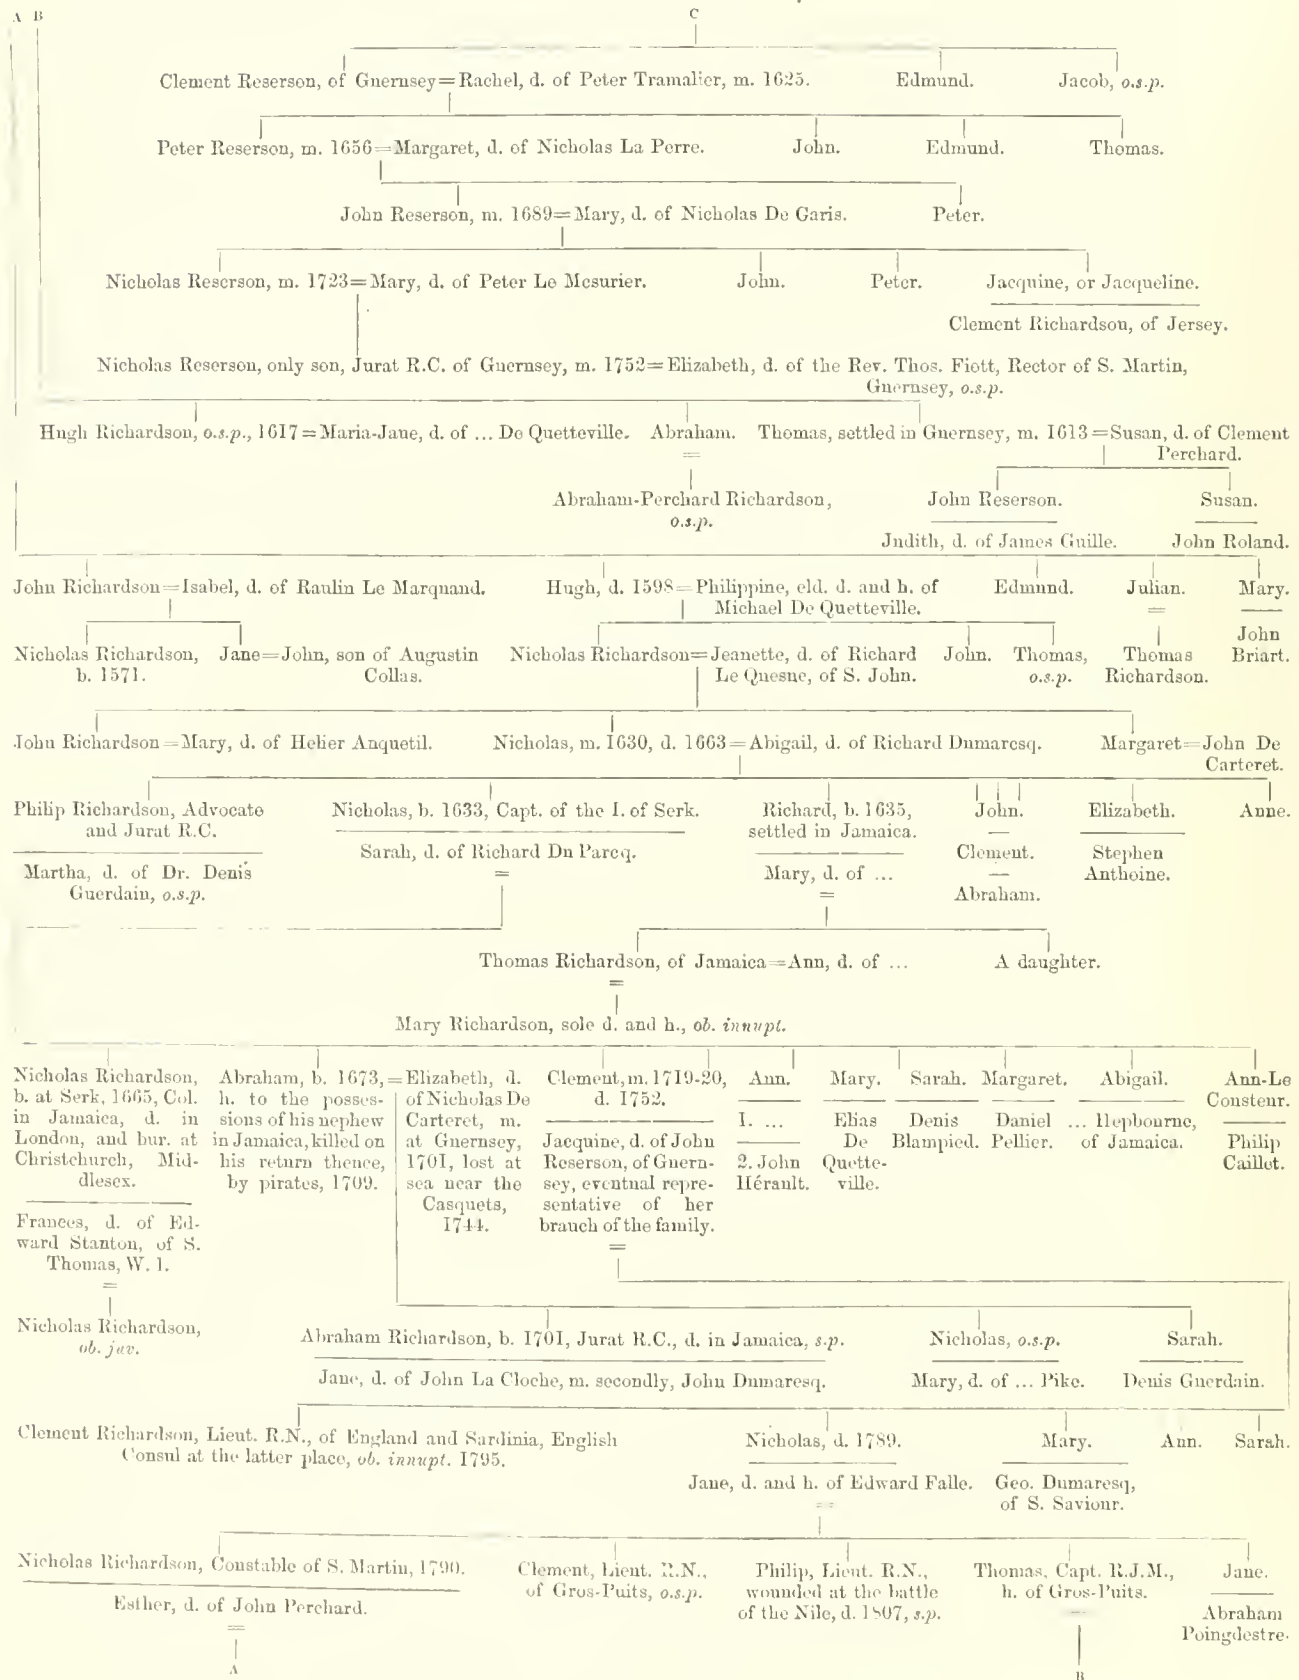 A B
C
Clement Reserson, of Guernsey=Rachel, d. of Peter Tramalier, m. 1625. Edmund. Jacob, o.s.p.
Peter Reserson, m. 1656=Margaret, d. of Nicholas La Perre. John. Edmund. Thomas.
John Reserson, m. 1689=Mary, d. of Nicholas De Garis. Peter.
Nicholas Reserson, m. 1723=Mary, d. of Peter Le Mesurier. John. Peter. Jacquine, or Jacqueline.
Clement Richardson, of Jersey.
Nicholas Reserson, only son, Jurat R.C. of Guernsey, m. 1752=Elizabeth, d. of the Rev. Thos. Fiott, Rector of S. Martin,
Guernsey, o.s.p.
Hugh Richardson, o.s.p., 1617=Maria-Jane, d. of ... De Quetteville. Abraham. Thomas, settled in Guernsey, m. 1613=Susan, d. of Clement
= Perchard.
Abraham-Perchard Richardson, John Reserson. Susan.
o.s.p.
Judith, d. of James Guille. John Roland.
John Richardson=Isabel, d. of Raulin Le Marquand. Hugh, d. 1598=Philippine, eld. d. and h. of Edmund. Julian. Mary.
Michael De Quetteville. =
Nicholas Richardson, Jane=John, son of Augustin Nicholas Richardson=Jeanette, d. of Richard John. Thomas, Thomas John
b. 1571. Collas. Le Quesne, of S. John. o.s.p. Richardson. Briart.
John Richardson=Mary, d. of Helier Anquetil. Nicholas, m. 1630, d. 1663=Abigail, d. of Richard Dumaresq. Margaret=John De
Carteret.
Philip Richardson, Advocate Nicholas, b. 1633, Capt. of the I. of Serk. Richard, b. 1635, John. Elizabeth. Anne.
and Jurat R.C. settled in Jamaica.
Sarah, d. of Richard Du Parcq. Clement. Stephen
Martha, d. of Dr. Denis = Mary, d. of ... Anthoine.
Guerdain, o.s.p. = Abraham.
Thomas Richardson, of Jamaica=Ann, d. of ... A daughter.
=
Mary Richardson, sole d. and h., ob. innupt.
Nicholas Richardson, Abraham, b. 1673,=Elizabeth, d. Clement, m. 1719-20, Ann. Mary. Sarah. Margaret. Abigail. Ann-Le
b. at Serk, 1665, Col. h. to the posses- of Nicholas De d. 1752. Consteur.
in Jamaica, d. in sions of his nephew Carteret, m. 1. ... Elias Denis Daniel ... Hepbourne,
London, and bur. at in Jamaica, killed on at Guernsey, Jacquine, d. of John De Blampied. Pellier. of Jamaica. Philip
Christchurch, Mid- his return thence, 1701, lost at Reserson, of Guern- 2. John Quette- Caillot.
dlesex. by pirates, 1709. sea near the sey, eventual repre- Hérault. ville.
Casquets, sentative of her
Frances, d. of Ed- 1744. branch of the family.
ward Stanton, of S. =
Thomas, W. I.
=
Nicholas Richardson, Abraham Richardson, b. 1701, Jurat R.C., d. in Jamaica, s.p. Nicholas, o.s.p. Sarah.
ob. juv.
Jane, d. of John La Cloche, m. secondly, John Dumaresq. Mary, d. of ... Pike. Denis Guerdain.
Clement Richardson, Lieut. R.N., of England and Sardinia, English Nicholas, d. 1789. Mary. Ann. Sarah.
Consul at the latter place, ob. innupt. 1795.
Jane, d. and h. of Edward Falle. Geo. Dumaresq,
= of S. Saviour.
Nicholas Richardson, Constable of S. Martin, 1790. Clement, Lieut. R.N., Philip, Lieut. R.N., Thomas, Capt. R.J.M., Jane.
of Gros-Puits, o.s.p. wounded at the battle h. of Gros-Puits.
Esther, d. of John Perchard. of the Nile, d. 1807, s.p. = Abraham
= Poingdestre.
A B